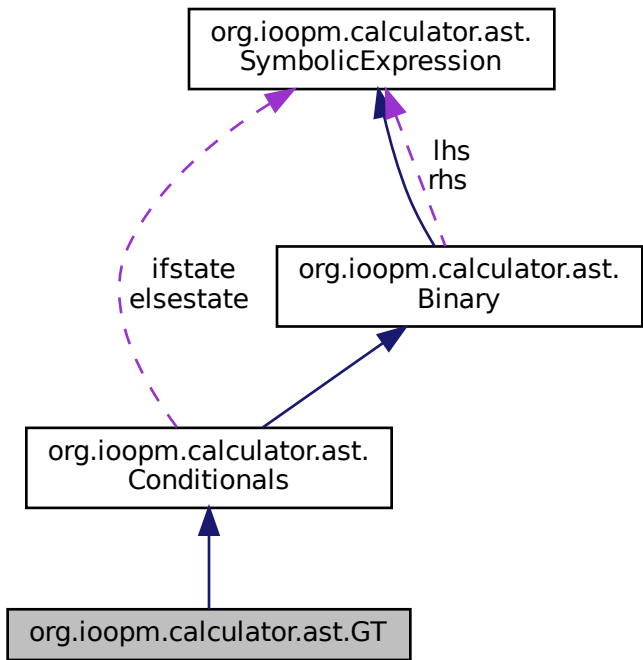 org.ioopm.calculator.ast.
SymbolicExpression
lhs
rhs
ifstate
elsestate
org.ioopm.calculator.ast.
Binary
org.ioopm.calculator.ast.
Conditionals
org.ioopm.calculator.ast.GT